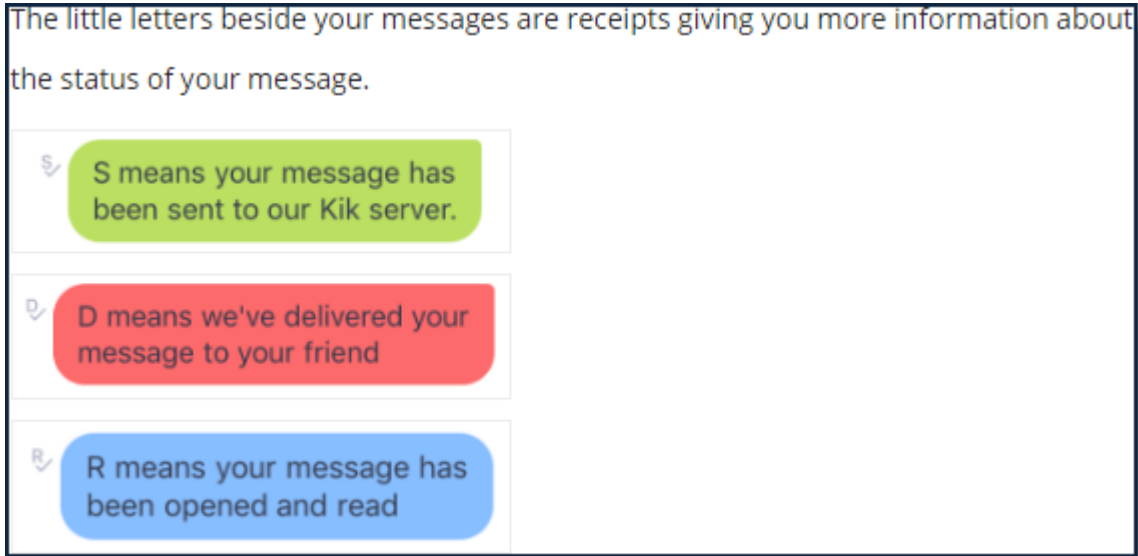 The little letters beside your messages are receipts giving you more information about
the status of your message.
S
S means your message has
been sent to our Kik server.
D
D means we've delivered your
message to your friend
R
R means your message has
been opened and read